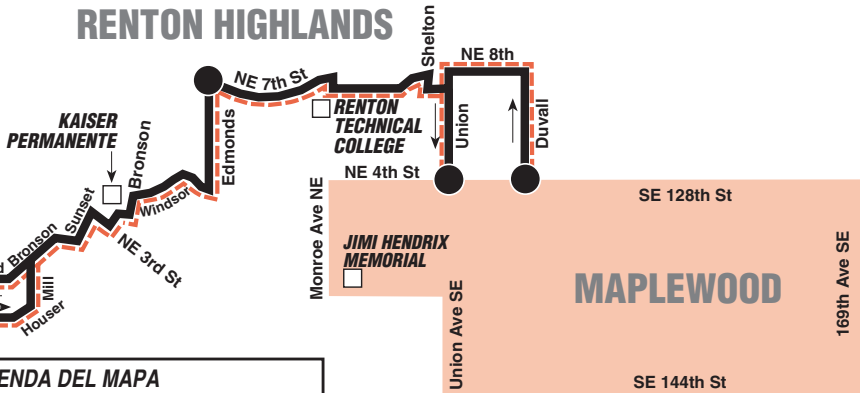 RENTON HIGHLANDS
Shelton
NE 8th
NE 7th St
KAISER
PERMANENTE
Bronson
Edmonds
RENTON
TECHNICAL
COLLEGE
Union
Duvall
NE 4th St
SE 128th St
Sunset
Windsor
Bronson
NE 3rd St
Monroe Ave NE
JIMI HENDRIX
MEMORIAL
MAPLEWOOD
169th Ave SE
Mill
Houser
Union Ave SE
SE 144th St
ENDA DEL MAPA